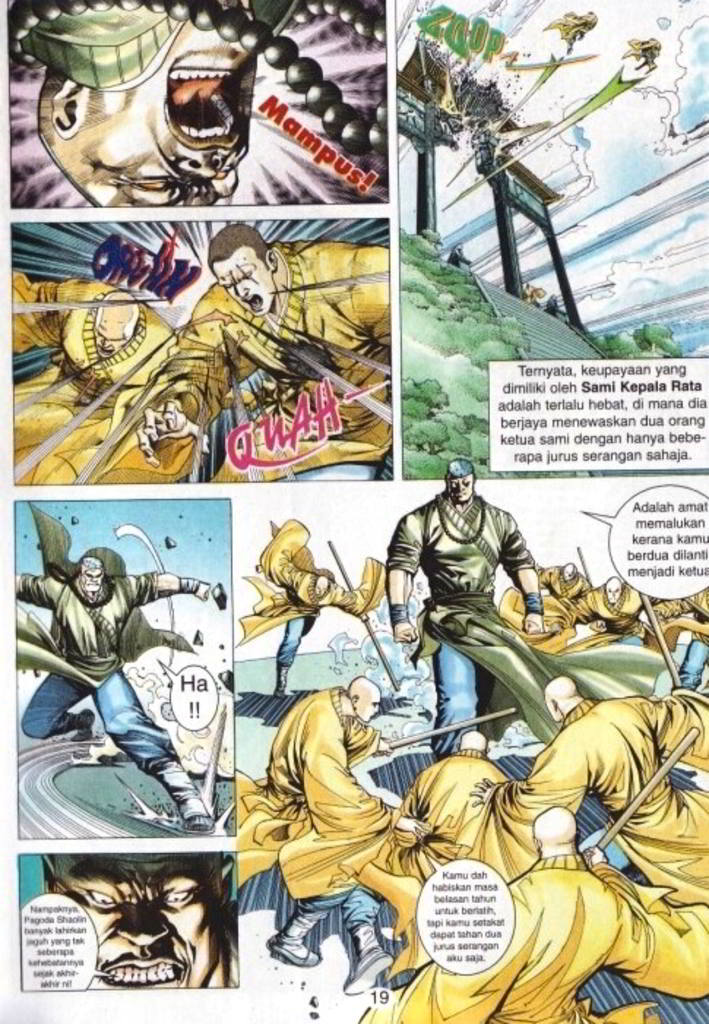 Mampus!
ZOOP
QUAH
Ternyata, keupayaan yang
dimiliki oleh Sami Kepala Rata
adalah terlalu hebat, di mana dia
berjaya menewaskan dua orang
ketua sami dengan hanya bebe-
rapa jurus serangan sahaja.
Ha
!!
Adalah amat
memalukan
kerana kamu
berdua dilanti
menjadi ketua
Nampaknya,
Pagoda Shaolin
banyak lahirkan
jaguh yang tak
seberapa
kehebatannya
sejak akhir-
akhir ni!
Kamu dah
habiskan masa
belasan tahun
untuk berlatih,
tapi kamu setakat
dapat tahan dua
jurus serangan
aku saja.
19